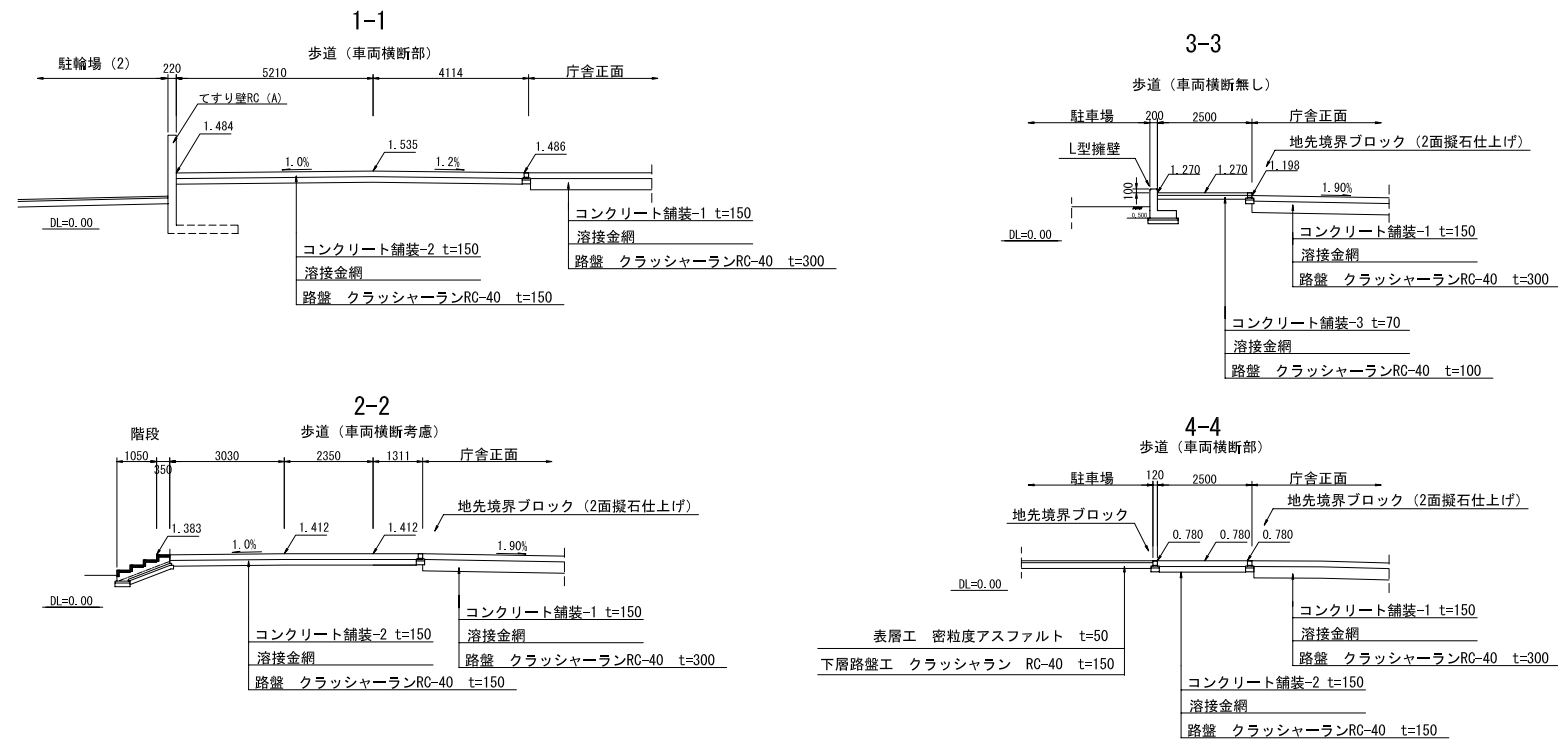 1-1
歩道（車両横断部）
駐輪場（2）
220
5210
4114
庁舎正面
てすり壁RC（A）
1.484
1.0%
1.535
1.2%
1.486
DL=0.00
コンクリート舗装-1 t=150
溶接金網
路盤　クラッシャーランRC-40　t=300
コンクリート舗装-2 t=150
溶接金網
路盤　クラッシャーランRC-40　t=150
3-3
歩道（車両横断無し）
駐車場
200
2500
庁舎正面
L型擁壁
地先境界ブロック（2面擬石仕上げ）
1.270
1.270
1.198
100
1.90%
0.500
DL=0.00
コンクリート舗装-1 t=150
溶接金網
路盤　クラッシャーランRC-40　t=300
コンクリート舗装-3 t=70
溶接金網
路盤　クラッシャーランRC-40　t=100
2-2
階段
歩道（車両横断考慮）
1050
350
3030
2350
1311
庁舎正面
地先境界ブロック（2面擬石仕上げ）
1.383
1.0%
1.412
1.412
1.90%
DL=0.00
コンクリート舗装-1 t=150
溶接金網
路盤　クラッシャーランRC-40　t=300
コンクリート舗装-2 t=150
溶接金網
路盤　クラッシャーランRC-40　t=150
4-4
歩道（車両横断部）
駐車場
120
2500
庁舎正面
地先境界ブロック（2面擬石仕上げ）
地先境界ブロック
0.780
0.780
0.780
DL=0.00
コンクリート舗装-1 t=150
溶接金網
路盤　クラッシャーランRC-40　t=300
表層工　密粒度アスファルト　t=50
下層路盤工　クラッシャラン　RC-40　t=150
コンクリート舗装-2 t=150
溶接金網
路盤　クラッシャーランRC-40　t=150